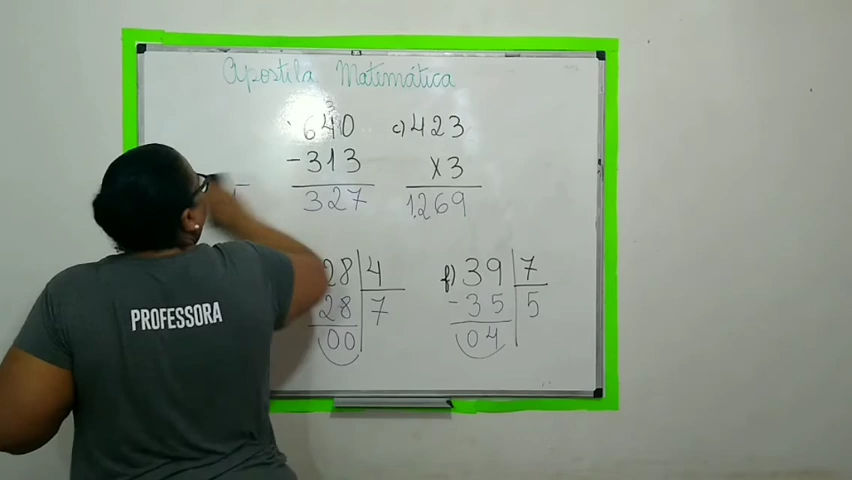 Apostila Matemática
640
-313
327
c) 423
x3
1.269
28 | 4
28 7
00
f) 39 | 7
-35 5
04
PROFESSORA